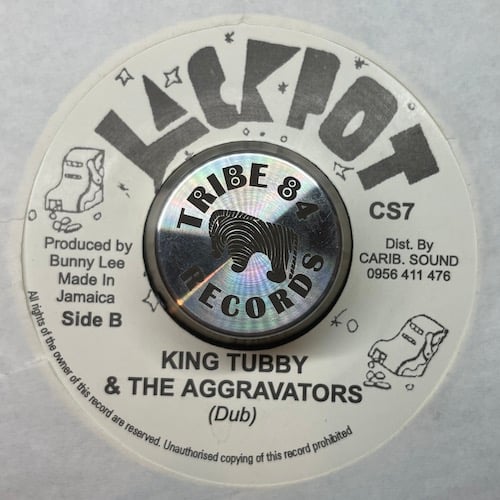 JACKPOT
TRIBE 84
RECORDS
CS7
Produced by
Bunny Lee
Made In
Jamaica
Side B
Dist. By
CARIB. SOUND
0956 411 476
KING TUBBY
& THE AGGRAVATORS
(Dub)
All rights of the owner of this record are reserved. Unauthorised copying of this record prohibited